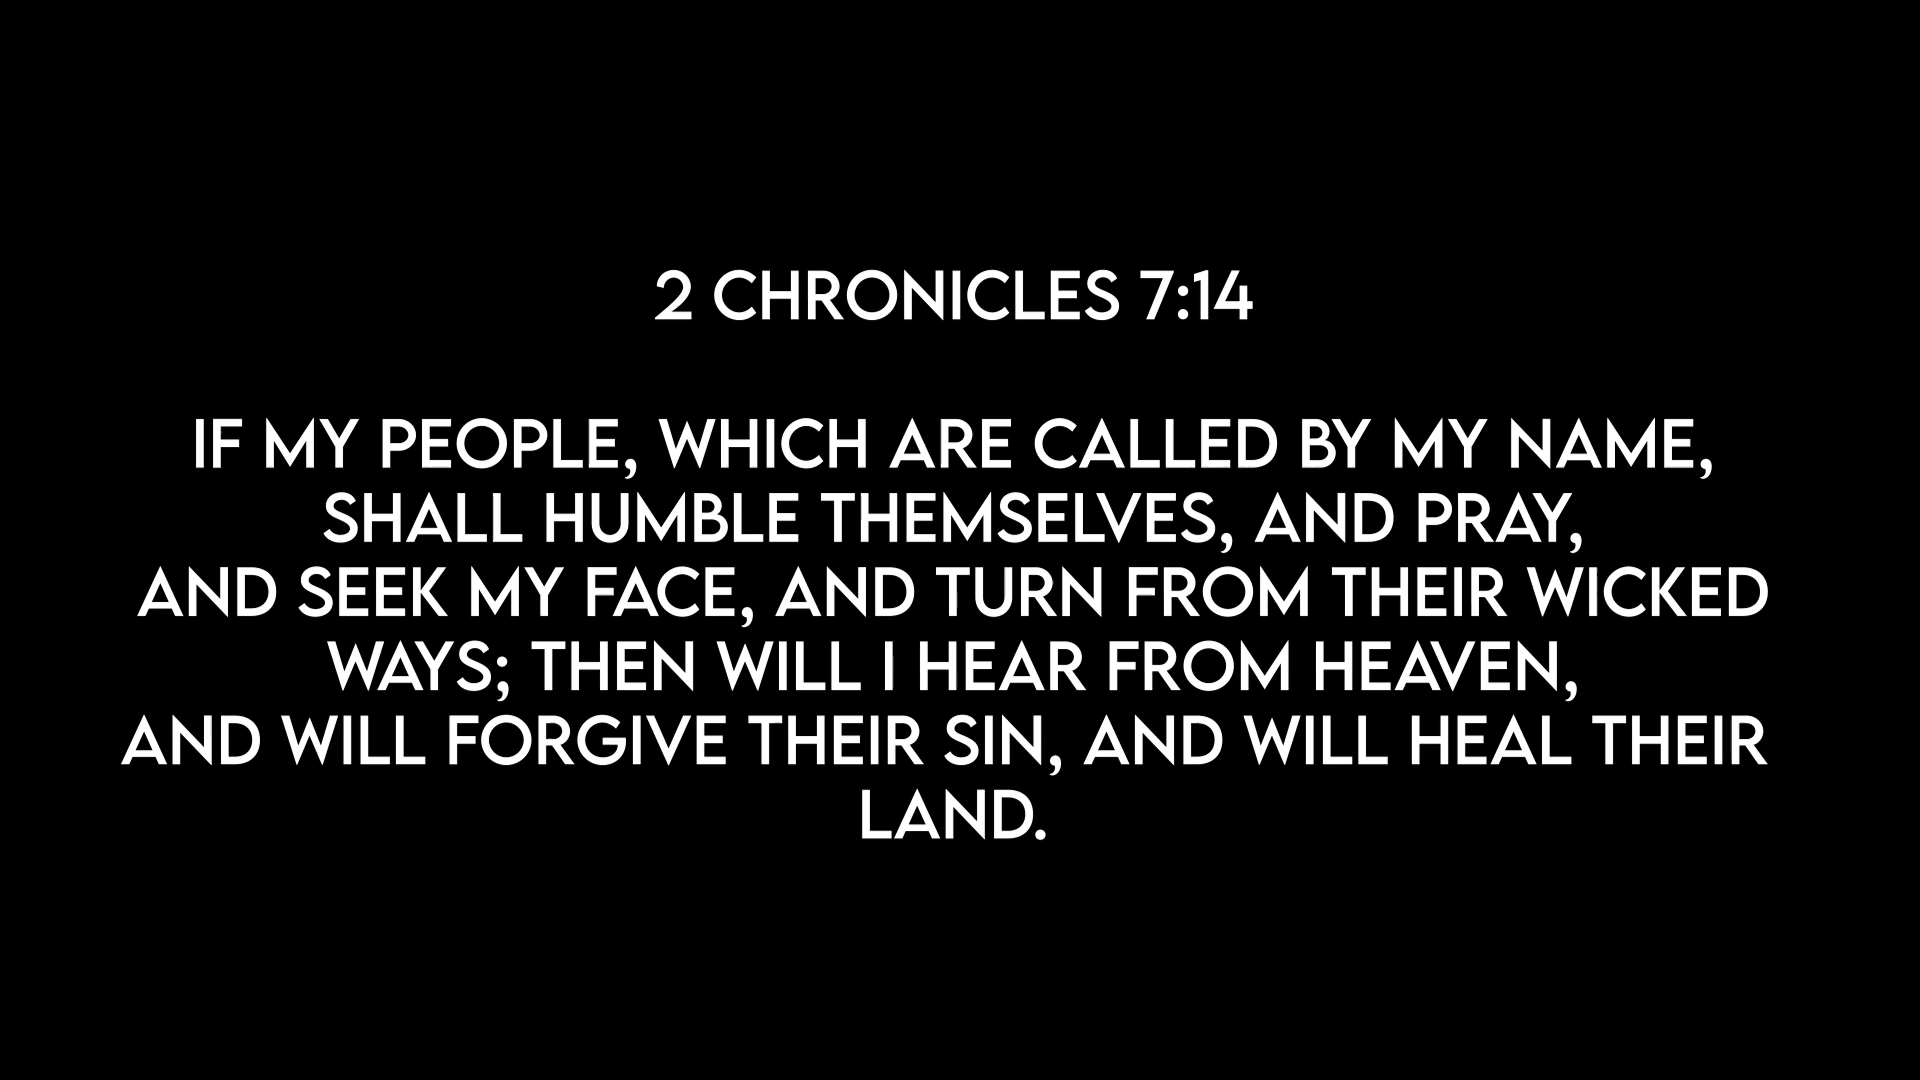 2 CHRONICLES 7:14
IF MY PEOPLE, WHICH ARE CALLED BY MY NAME,
SHALL HUMBLE THEMSELVES, AND PRAY,
AND SEEK MY FACE, AND TURN FROM THEIR WICKED
WAYS; THEN WILL I HEAR FROM HEAVEN,
AND WILL FORGIVE THEIR SIN, AND WILL HEAL THEIR
LAND.